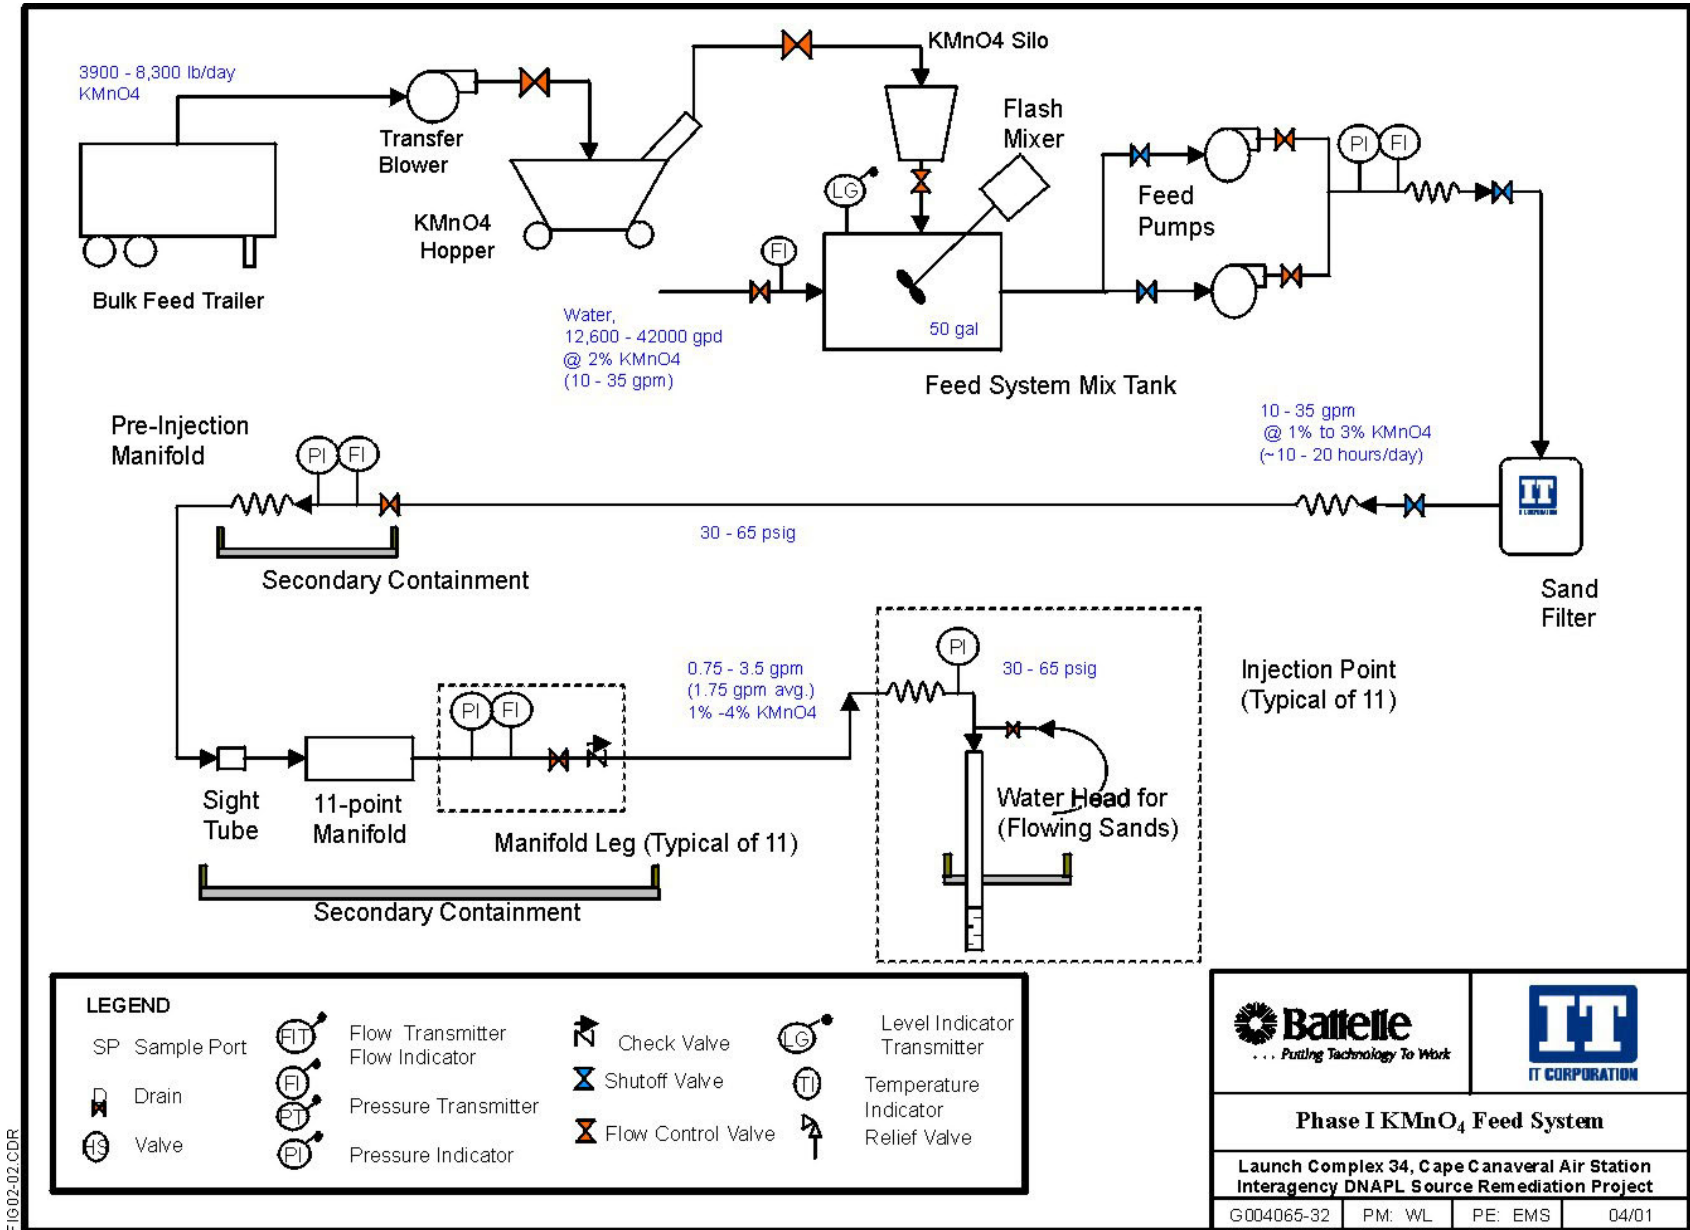 3900 - 8,300 lb/day
KMnO4
Transfer
Blower
Bulk Feed Trailer
KMnO4
Hopper
KMnO4 Silo
Flash
Mixer
LG
FI
Water,
12,600 - 42000 gpd
@ 2% KMnO4
(10 - 35 gpm)
50 gal
Feed System Mix Tank
Feed
Pumps
PI
FI
10 - 35 gpm
@ 1% to 3% KMnO4
(~10 - 20 hours/day)
IT
IT CORPORATION
Sand
Filter
Pre-Injection
Manifold
PI
FI
30 - 65 psig
Secondary Containment
Sight
Tube
11-point
Manifold
PI
FI
Manifold Leg (Typical of 11)
Secondary Containment
0.75 - 3.5 gpm
(1.75 gpm avg.)
1% -4% KMnO4
PI
30 - 65 psig
Water Head for
(Flowing Sands)
Injection Point
(Typical of 11)
LEGEND
SP Sample Port
D Drain
HS Valve
FIT Flow Transmitter
FI Flow Indicator
PT Pressure Transmitter
PI Pressure Indicator
Check Valve
Shutoff Valve
Flow Control Valve
LG Level Indicator
Transmitter
TI Temperature
Indicator
Relief Valve
Battelle
. . . Putting Technology To Work
IT
IT CORPORATION
Phase I KMnO₄ Feed System
Launch Complex 34, Cape Canaveral Air Station
Interagency DNAPL Source Remediation Project
G004065-32 PM: WL PE: EMS 04/01
FIG02-02.CDR